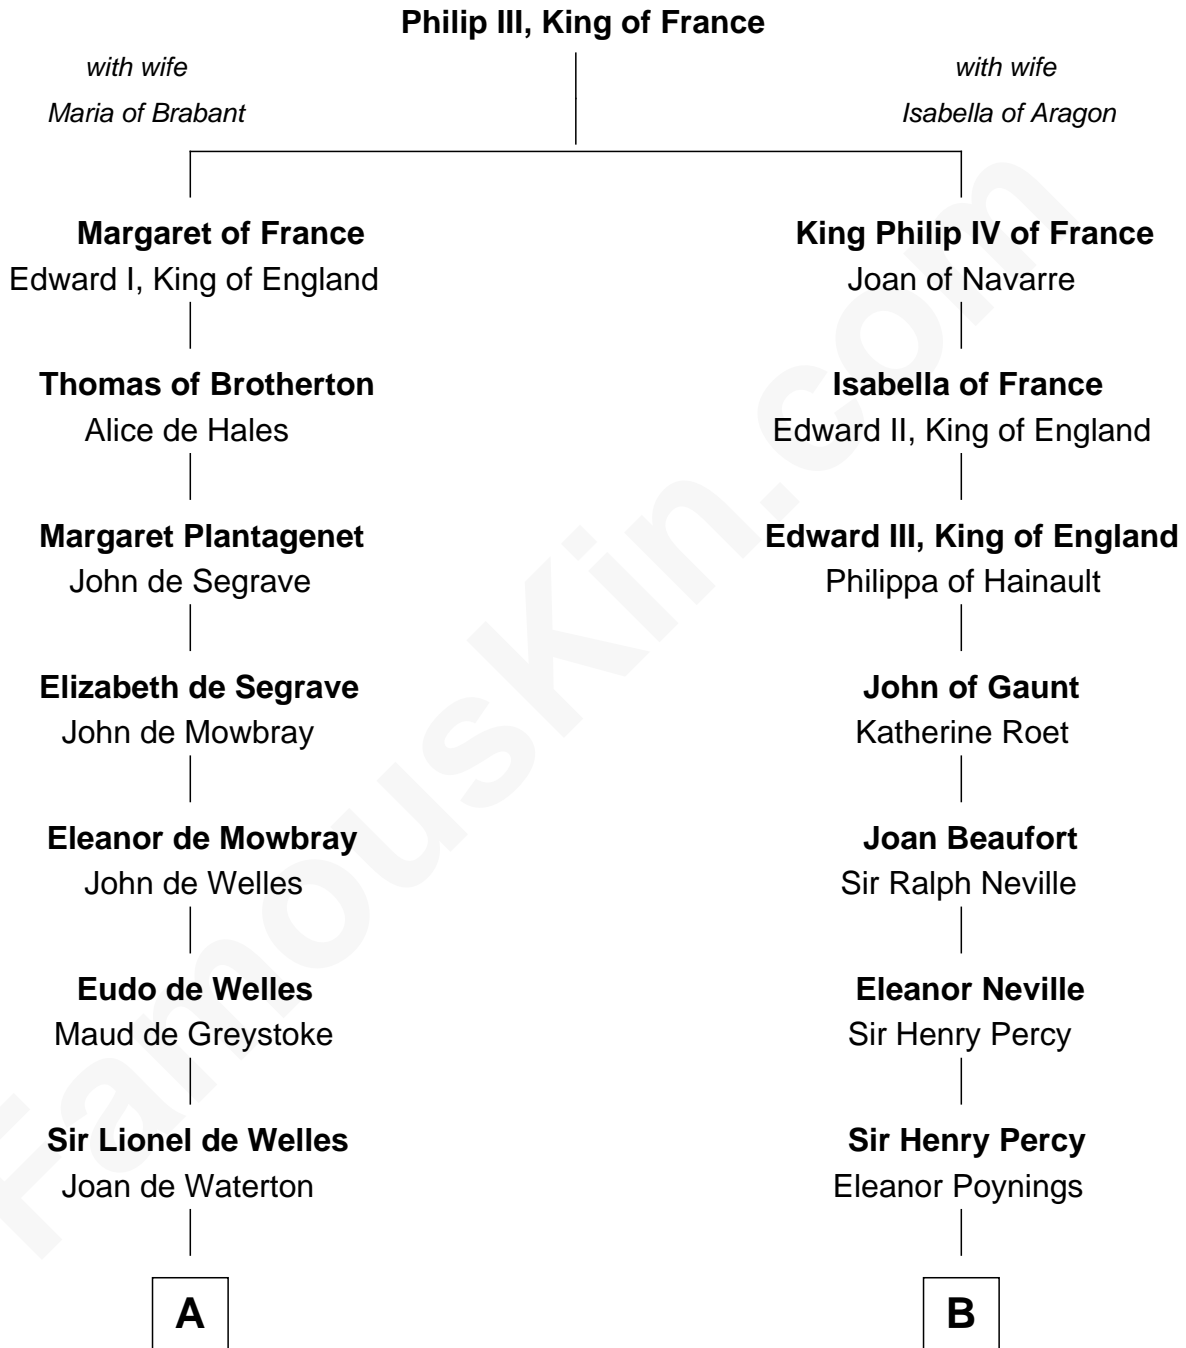 Philip III, King of France
with wife
Maria of Brabant
with wife
Isabella of Aragon
Margaret of France
Edward I, King of England
King Philip IV of France
Joan of Navarre
Thomas of Brotherton
Alice de Hales
Isabella of France
Edward II, King of England
Margaret Plantagenet
John de Segrave
Edward III, King of England
Philippa of Hainault
Elizabeth de Segrave
John de Mowbray
John of Gaunt
Katherine Roet
Eleanor de Mowbray
John de Welles
Joan Beaufort
Sir Ralph Neville
Eudo de Welles
Maud de Greystoke
Eleanor Neville
Sir Henry Percy
Sir Lionel de Welles
Joan de Waterton
Sir Henry Percy
Eleanor Poynings
A
B
FamousKin.com